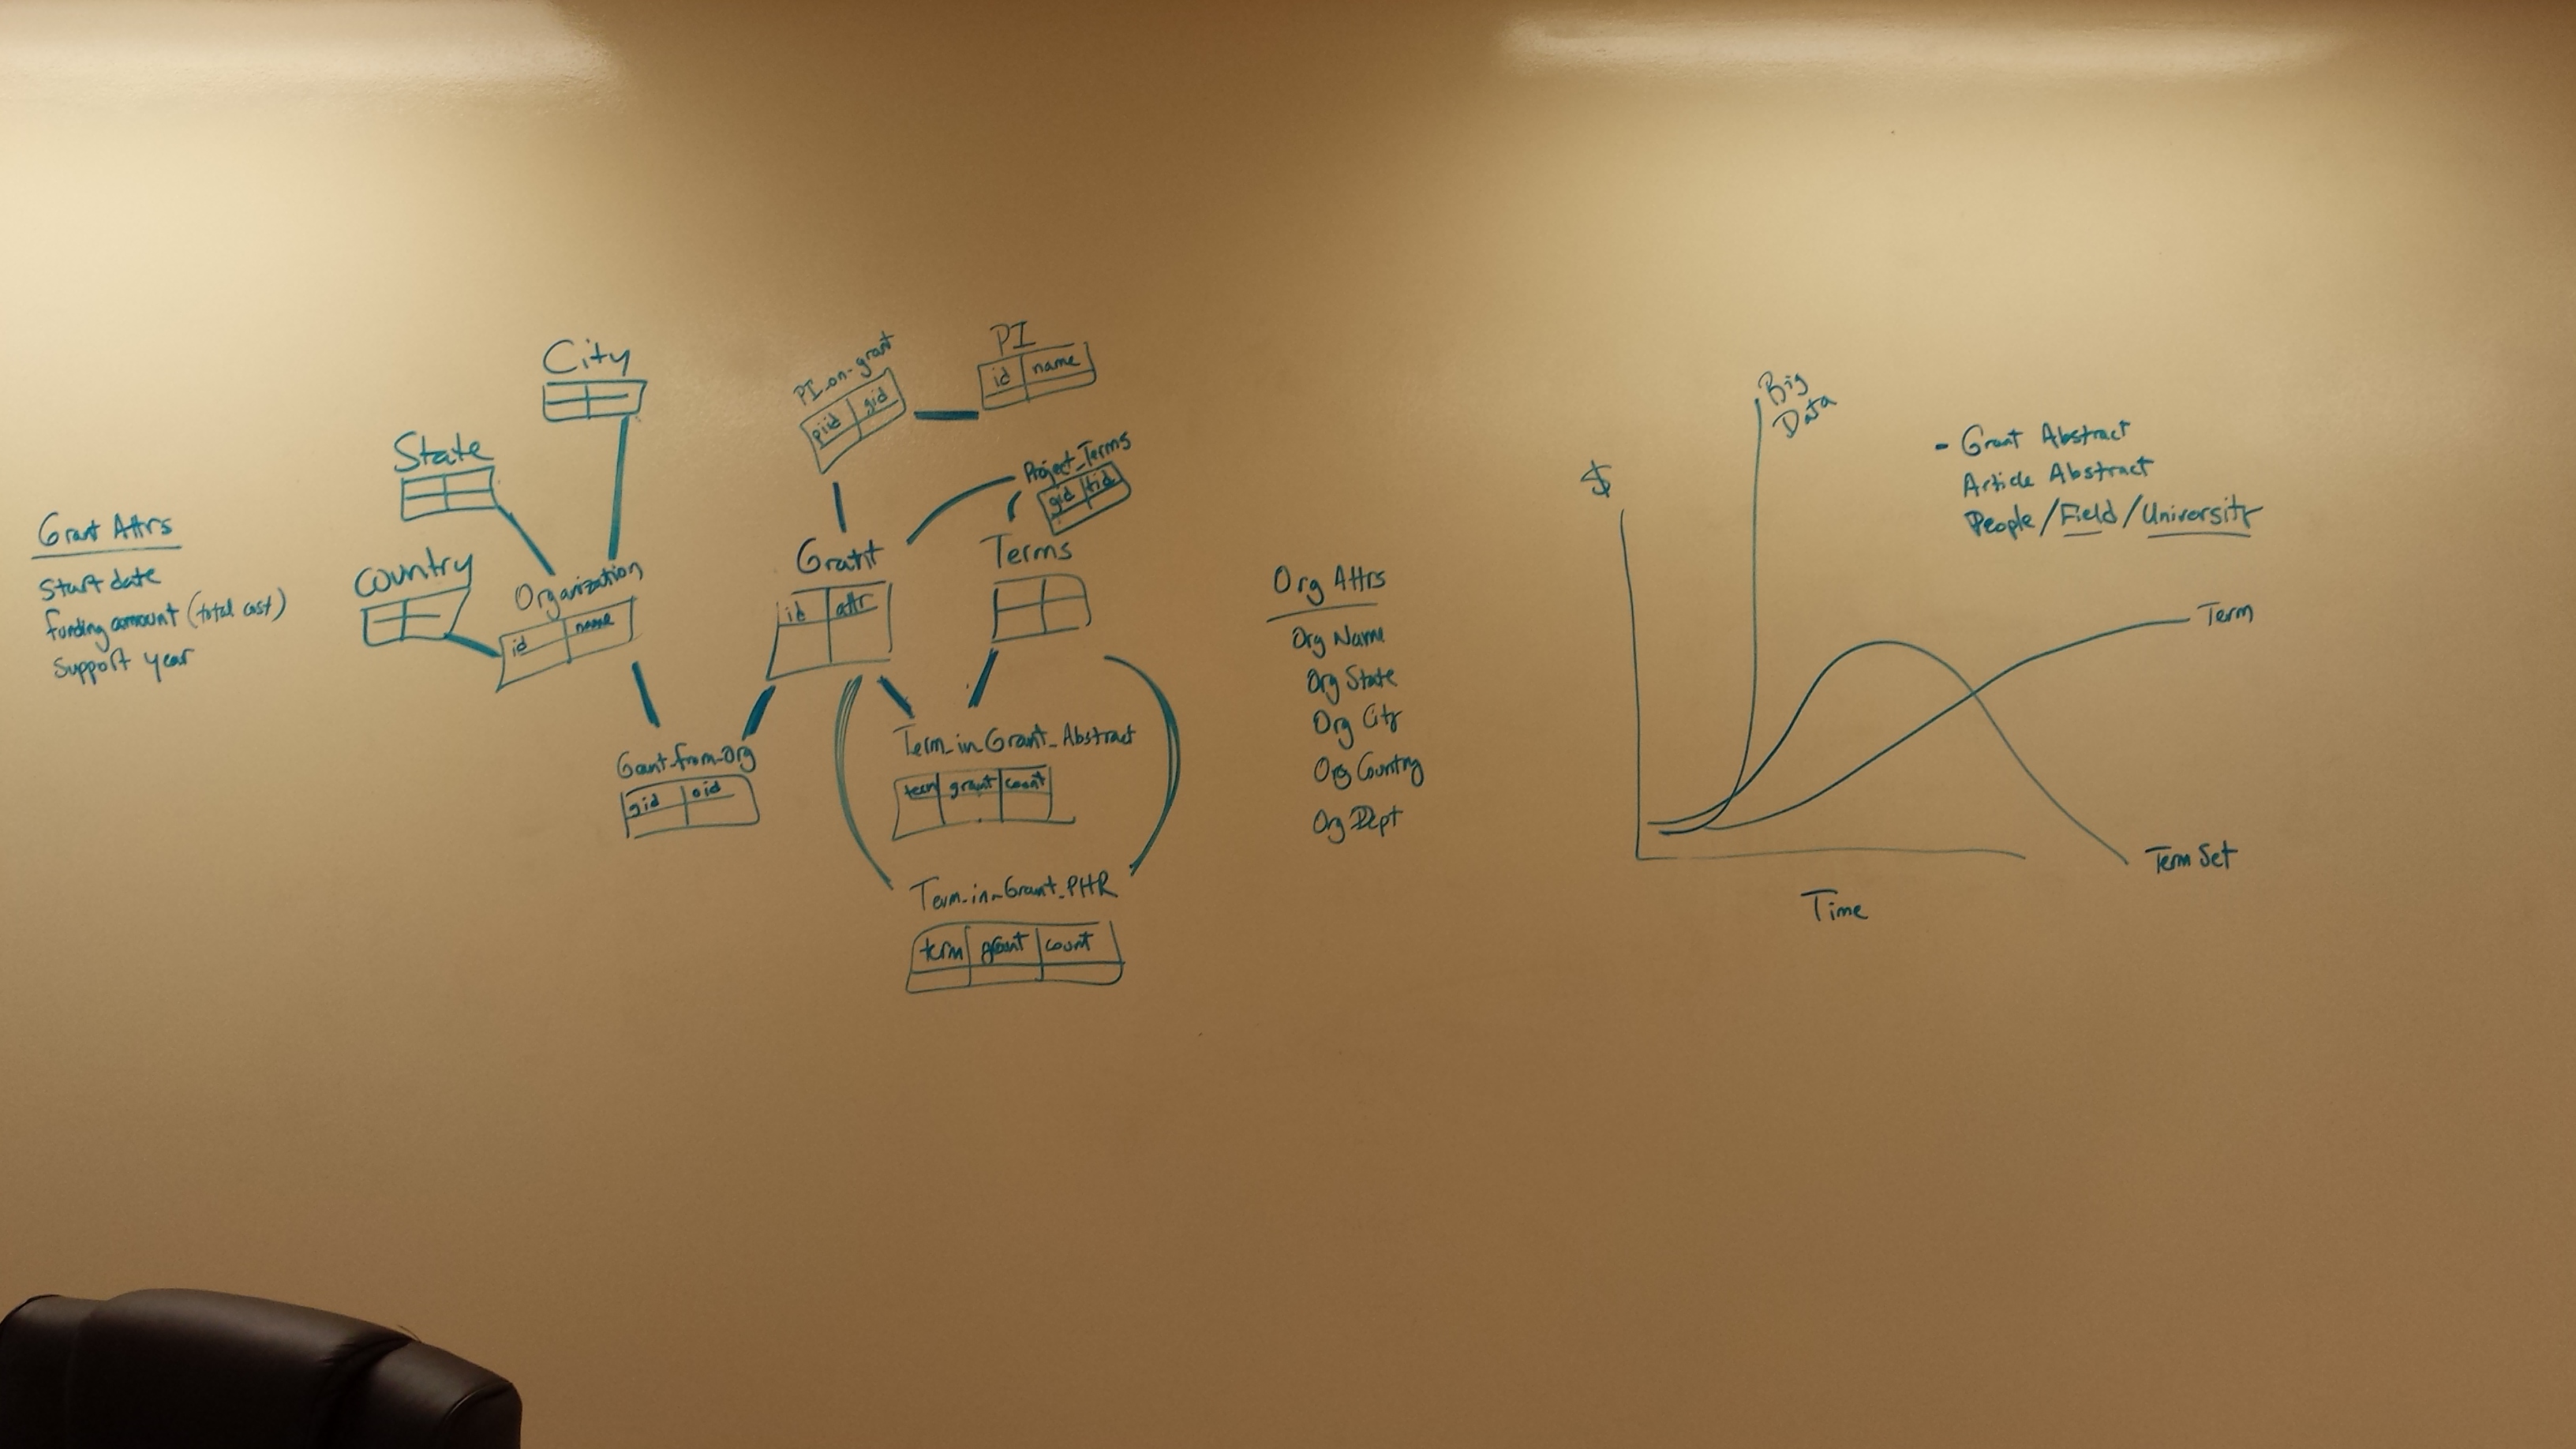 Grant Attrs
Start date
funding amount (total cost)
Support year
City
State
Country
Organization
id name
PI_on_grant
piid gid
PI
id name
Project_Terms
gid tid
Grant
id attr
Terms
Grant_from_org
gid oid
Term_in_Grant_Abstract
term grant count
Term_in_Grant_PHR
term grant count
Org Attrs
Org Name
Org State
Org City
Org Country
Org Dept
$
Big
Data
- Grant Abstract
Article Abstract
People/Field/University
Term
Term Set
Time